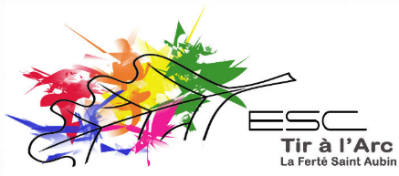 ESC
Tir à l'Arc
La Ferté Saint Aubin